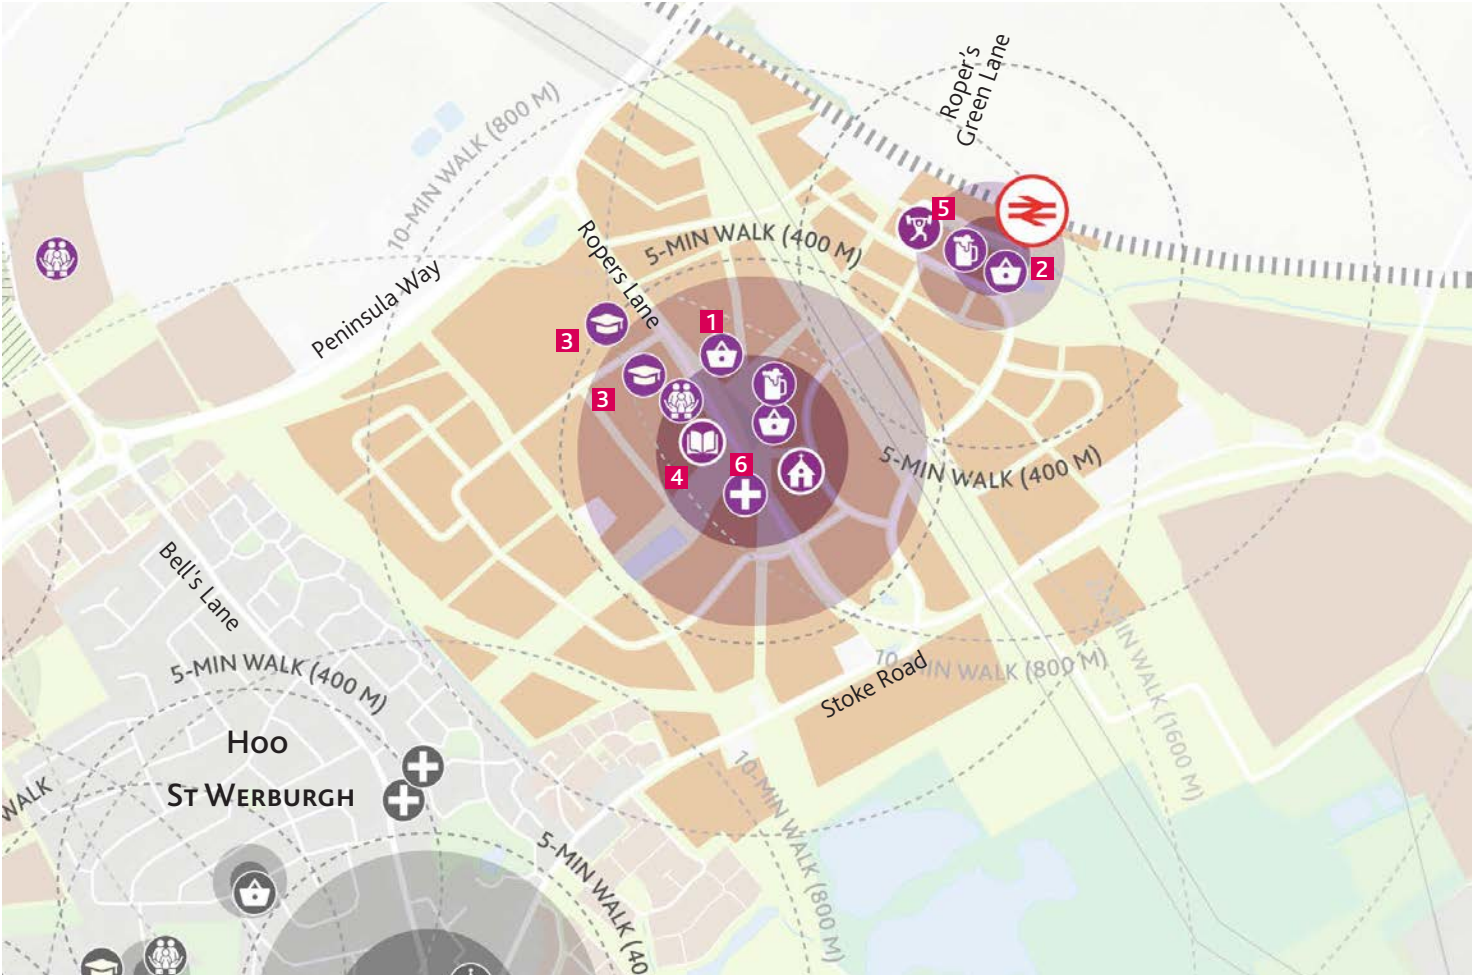 Roper's
Green Lane
10-MIN WALK (800 M)
5
5-MIN WALK (400 M)
Ropers Lane
2
Peninsula Way
1
3
3
4
6
5-MIN WALK (400 M)
Bell's Lane
5-MIN WALK (400 M)
Stoke Road
MIN WALK (800 M)
MIN WALK (1600 M)
Hoo
St Werburgh
WALK
10-MIN WALK (800 M)
5-MIN WALK (40